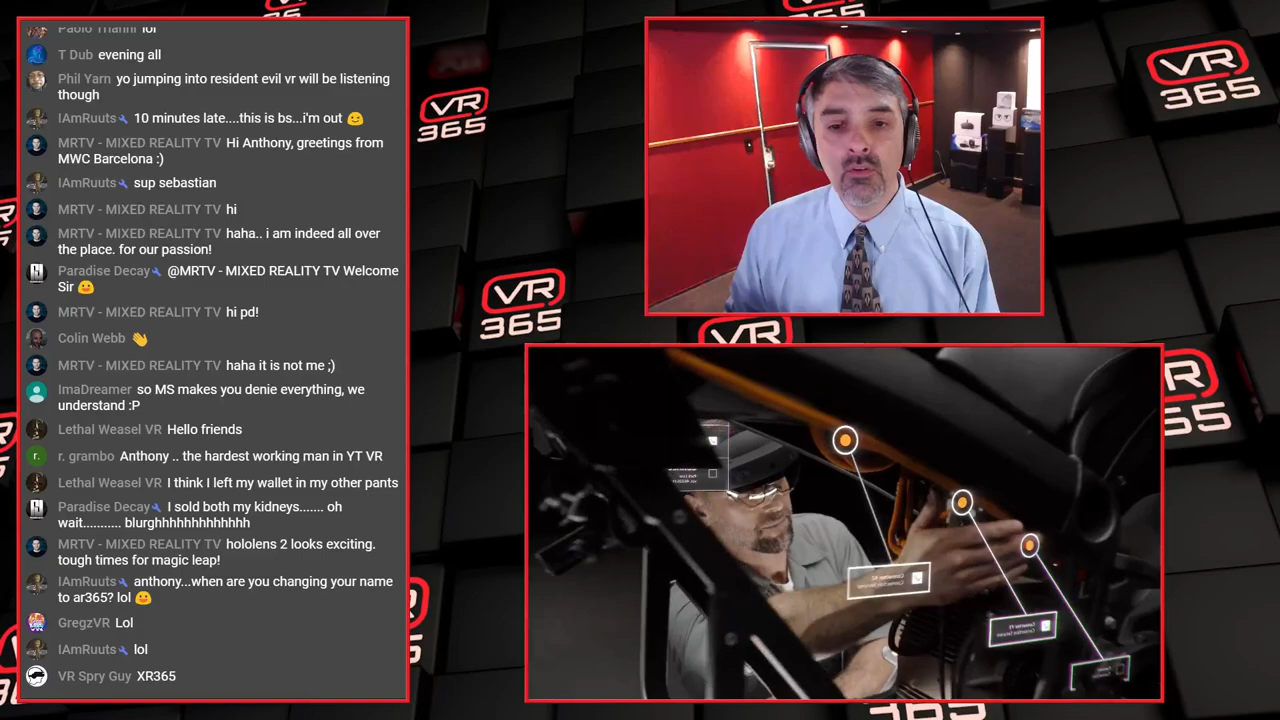 Paolo Trianni lol
T Dub evening all
Phil Yarn yo jumping into resident evil vr will be listening
though
IAmRuuts 10 minutes late....this is bs...i'm out 😉
MRTV - MIXED REALITY TV Hi Anthony, greetings from
MWC Barcelona :)
IAmRuuts sup sebastian
MRTV - MIXED REALITY TV hi
MRTV - MIXED REALITY TV haha.. i am indeed all over
the place. for our passion!
Paradise Decay @MRTV - MIXED REALITY TV Welcome
Sir 😛
MRTV - MIXED REALITY TV hi pd!
Colin Webb 👋
MRTV - MIXED REALITY TV haha it is not me ;)
ImaDreamer so MS makes you denie everything, we
understand :P
Lethal Weasel VR Hello friends
r. grambo Anthony .. the hardest working man in YT VR
Lethal Weasel VR I think I left my wallet in my other pants
Paradise Decay I sold both my kidneys....... oh
wait........... blurghhhhhhhhhhhh
MRTV - MIXED REALITY TV hololens 2 looks exciting.
tough times for magic leap!
IAmRuuts anthony...when are you changing your name
to ar365? lol 😉
GregzVR Lol
IAmRuuts lol
VR Spry Guy XR365
VR
365
VR
365
VR
365
VR